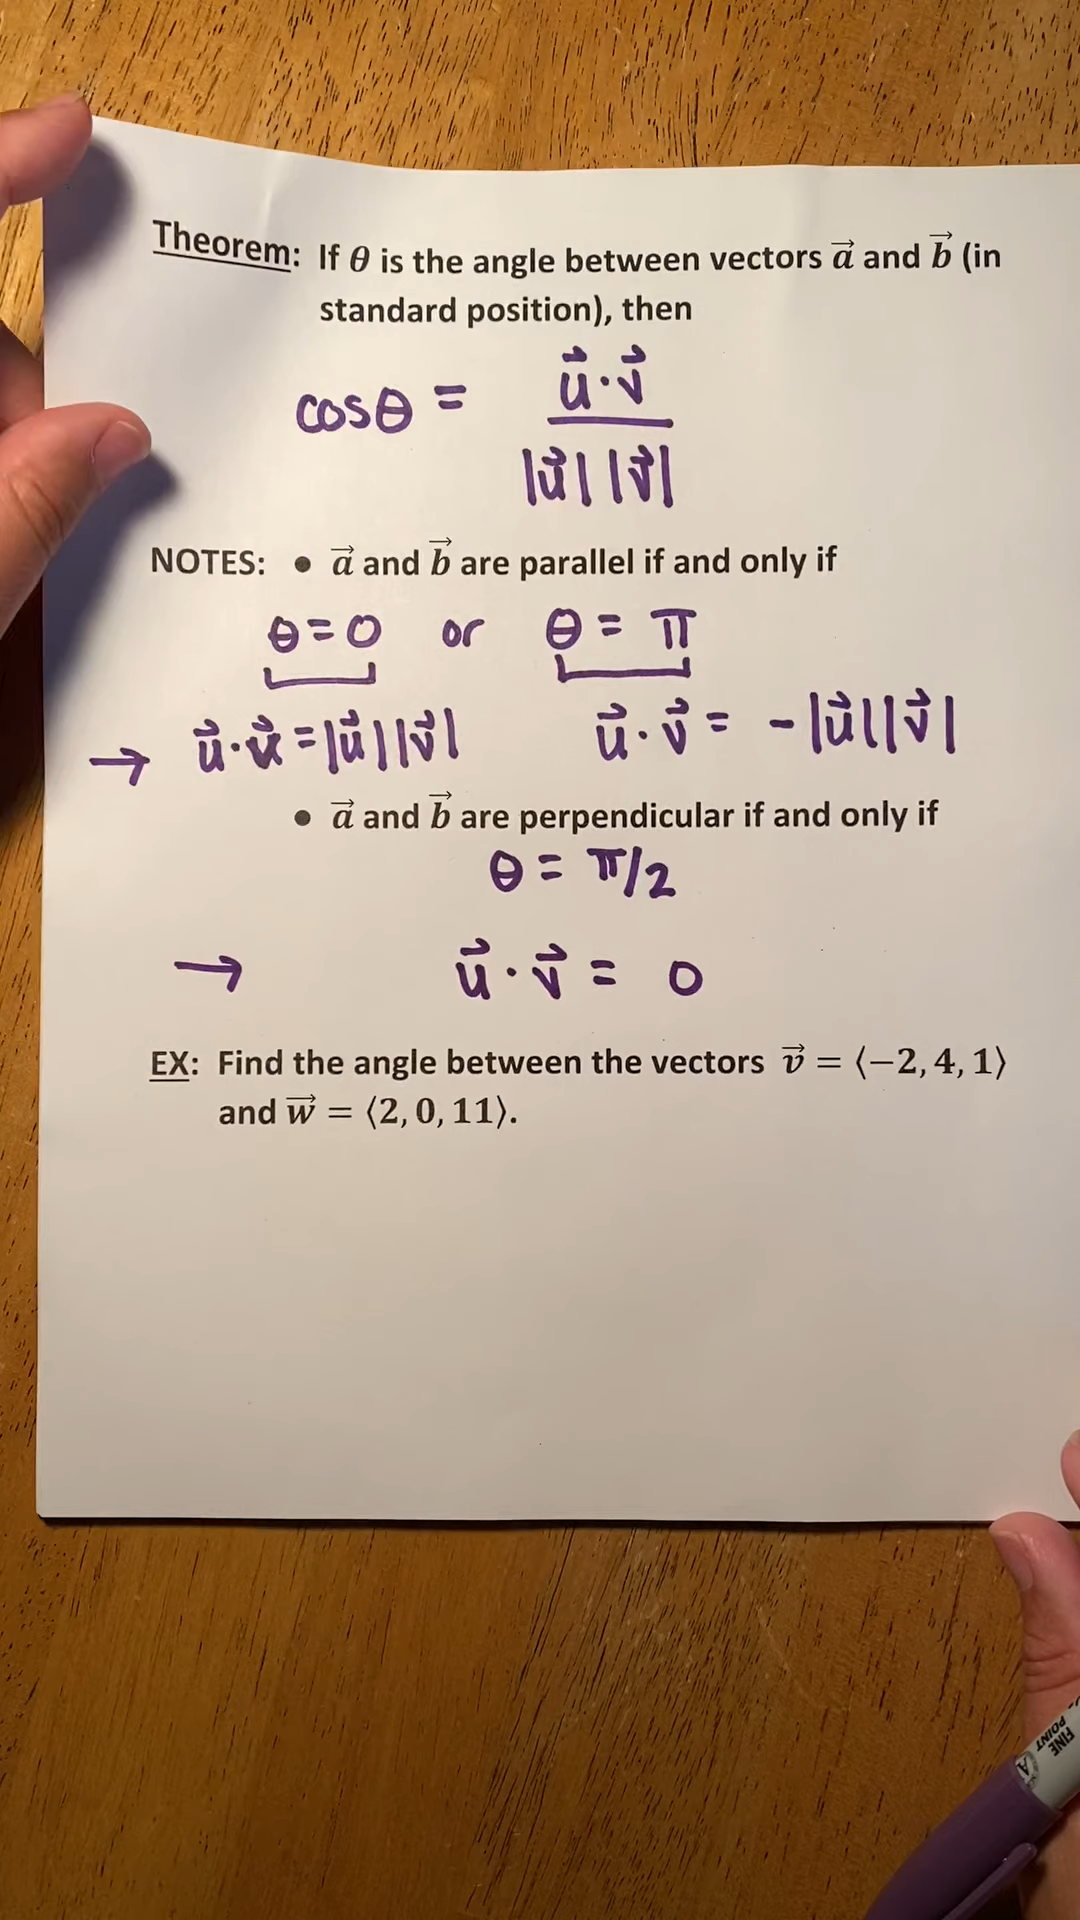 Theorem: If θ is the angle between vectors a⃗ and b⃗ (in
standard position), then
cosθ = u⃗·v⃗ / |u⃗| |v⃗|
NOTES: • a⃗ and b⃗ are parallel if and only if
θ=0 or θ = π
→ u⃗·v⃗ = |u⃗||v⃗| u⃗·v⃗ = -|u⃗||v⃗|
• a⃗ and b⃗ are perpendicular if and only if
θ = π/2
→ u⃗·v⃗ = 0
EX: Find the angle between the vectors v⃗ = ⟨−2, 4, 1⟩
and w⃗ = ⟨2, 0, 11⟩.
FINE
POINT